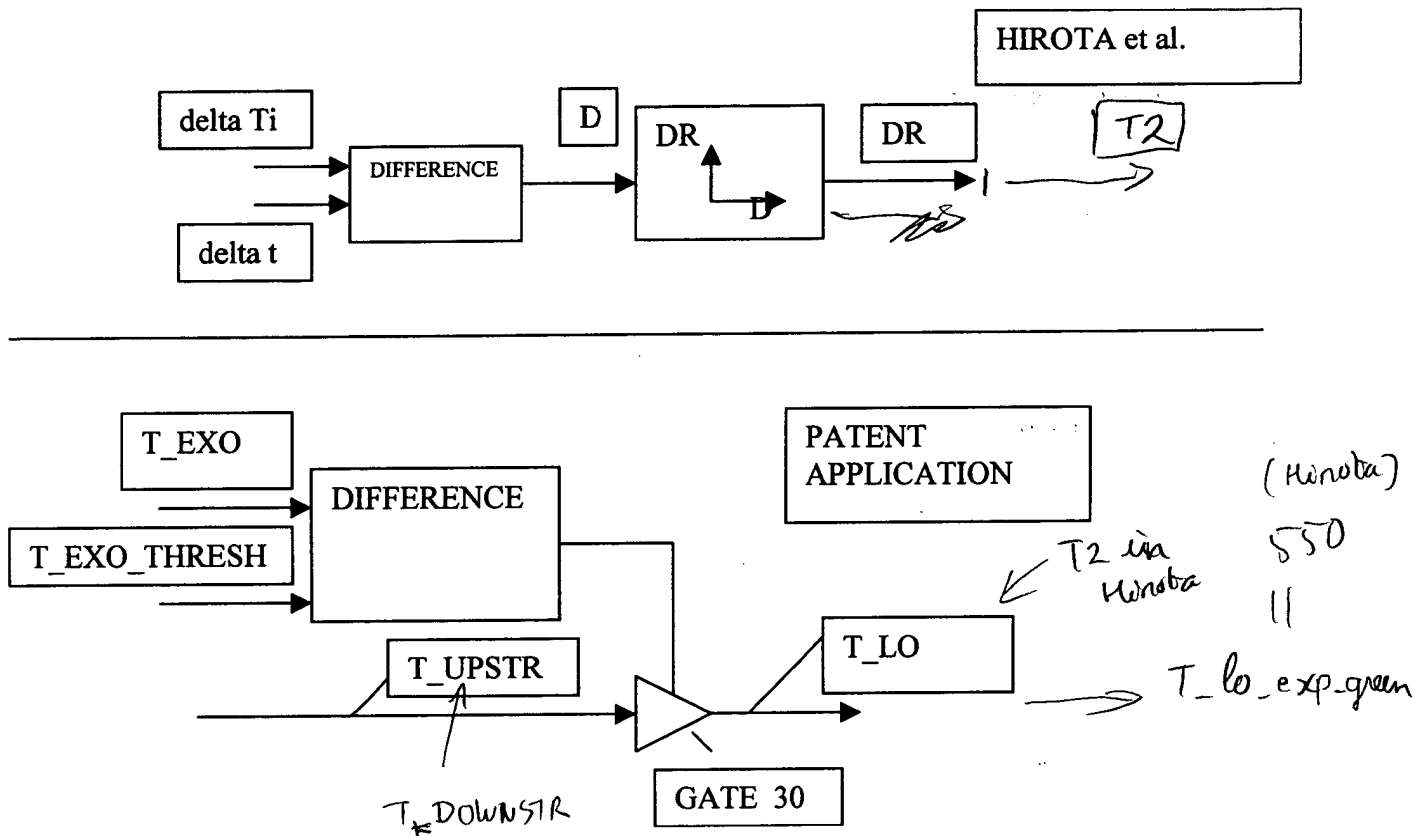 HIROTA et al.
delta Ti
D
DR
DR
T2
DIFFERENCE
D
delta t
T_EXO
PATENT
APPLICATION
(Hirota)
DIFFERENCE
T_EXO_THRESH
T2 in
Hirota
550
11
T_UPSTR
T_LO
T_lo_exp_green
GATE 30
T_DOWNSTR